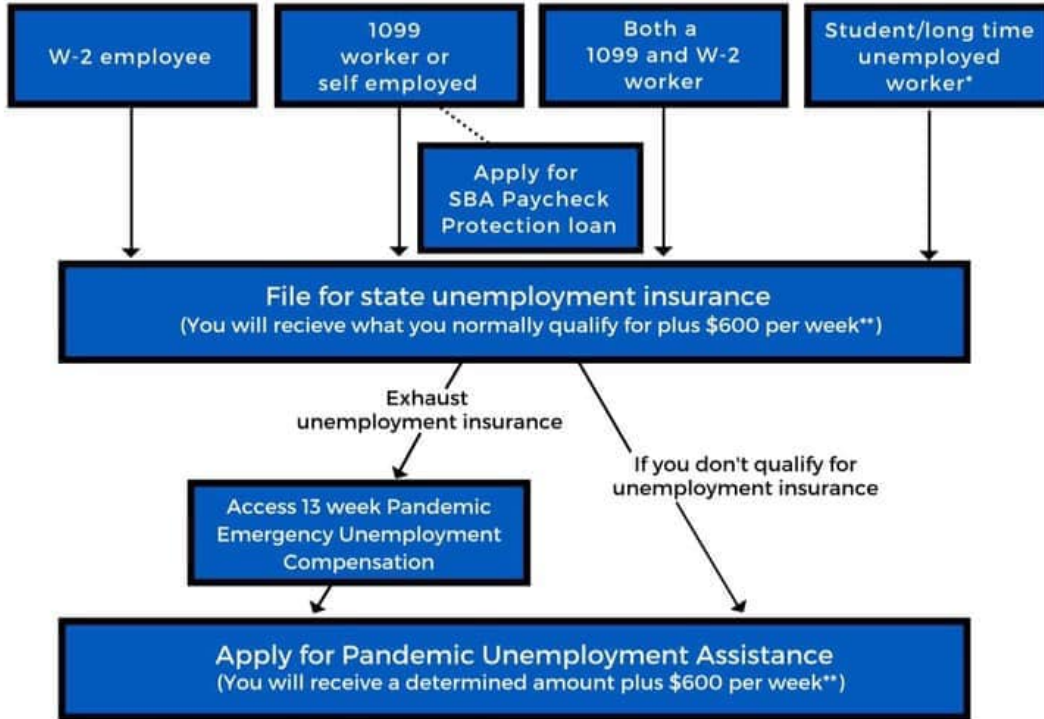 W-2 employee
1099
worker or
self employed
Both a
1099 and W-2
worker
Student/long time
unemployed
worker*
Apply for
SBA Paycheck
Protection loan
File for state unemployment insurance
(You will recieve what you normally qualify for plus $600 per week**)
Exhaust
unemployment insurance
If you don't qualify for
unemployment insurance
Access 13 week Pandemic
Emergency Unemployment
Compensation
Apply for Pandemic Unemployment Assistance
(You will receive a determined amount plus $600 per week**)